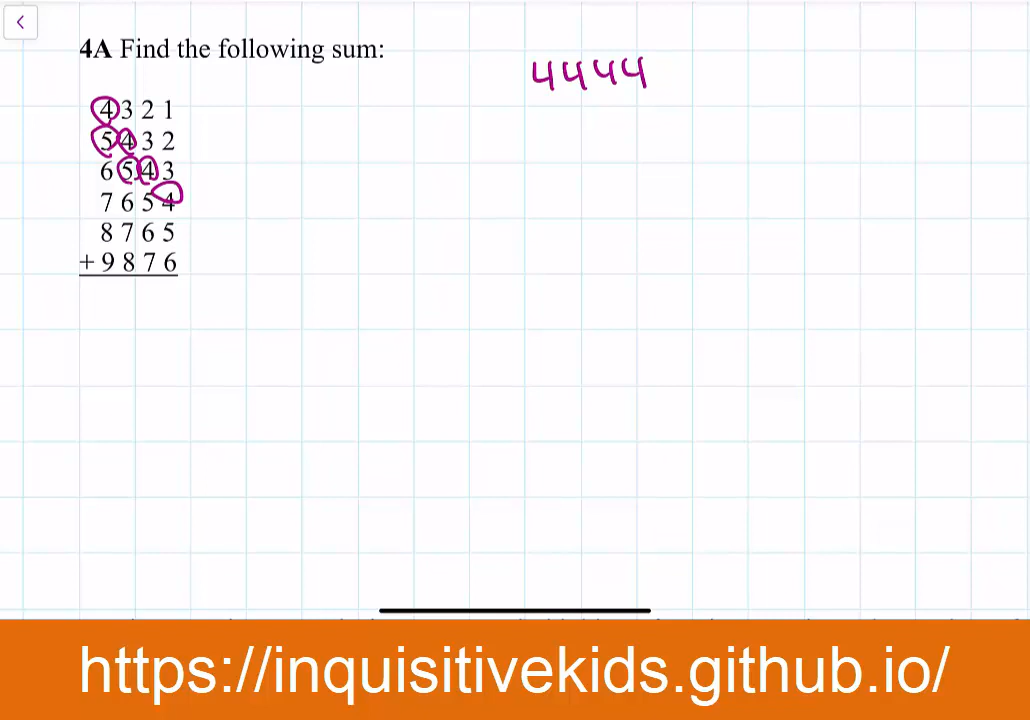 4A Find the following sum:
4444
4 3 2 1
5 4 3 2
6 5 4 3
7 6 5 4
8 7 6 5
+ 9 8 7 6
https://inquisitivekids.github.io/